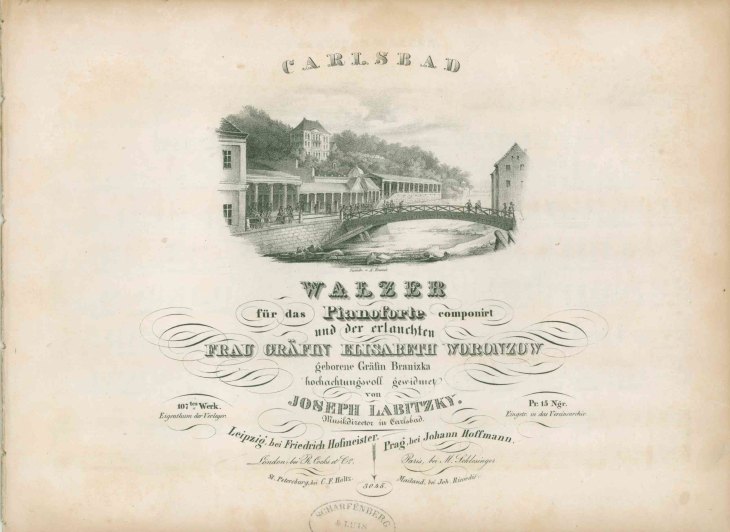 CARLSBAD
WALZER
für das Pianoforte componirt
und der erlauchten
FRAU GRÄFIN ELISABETH WORONZOW
geborene Gräfin Branizka
hochachtungsvoll gewidmet
von
JOSEPH LABITZKY.
Musikdirector in Carlsbad.
107tes Werk.
Eigenthum der Verleger.
Pr. 15 Ngr.
Eingetr. in das Vereinsarchiv.
Leipzig, bei Friedrich Hofmeister. Prag, bei Johann Hoffmann.
London bei R. Cocks et Co. Paris, bei M. Schlesinger
St. Petersburg, bei C. F. Holtz. Mailand, bei Joh. Ricordi.
SCHARFENBERG
& LUIS